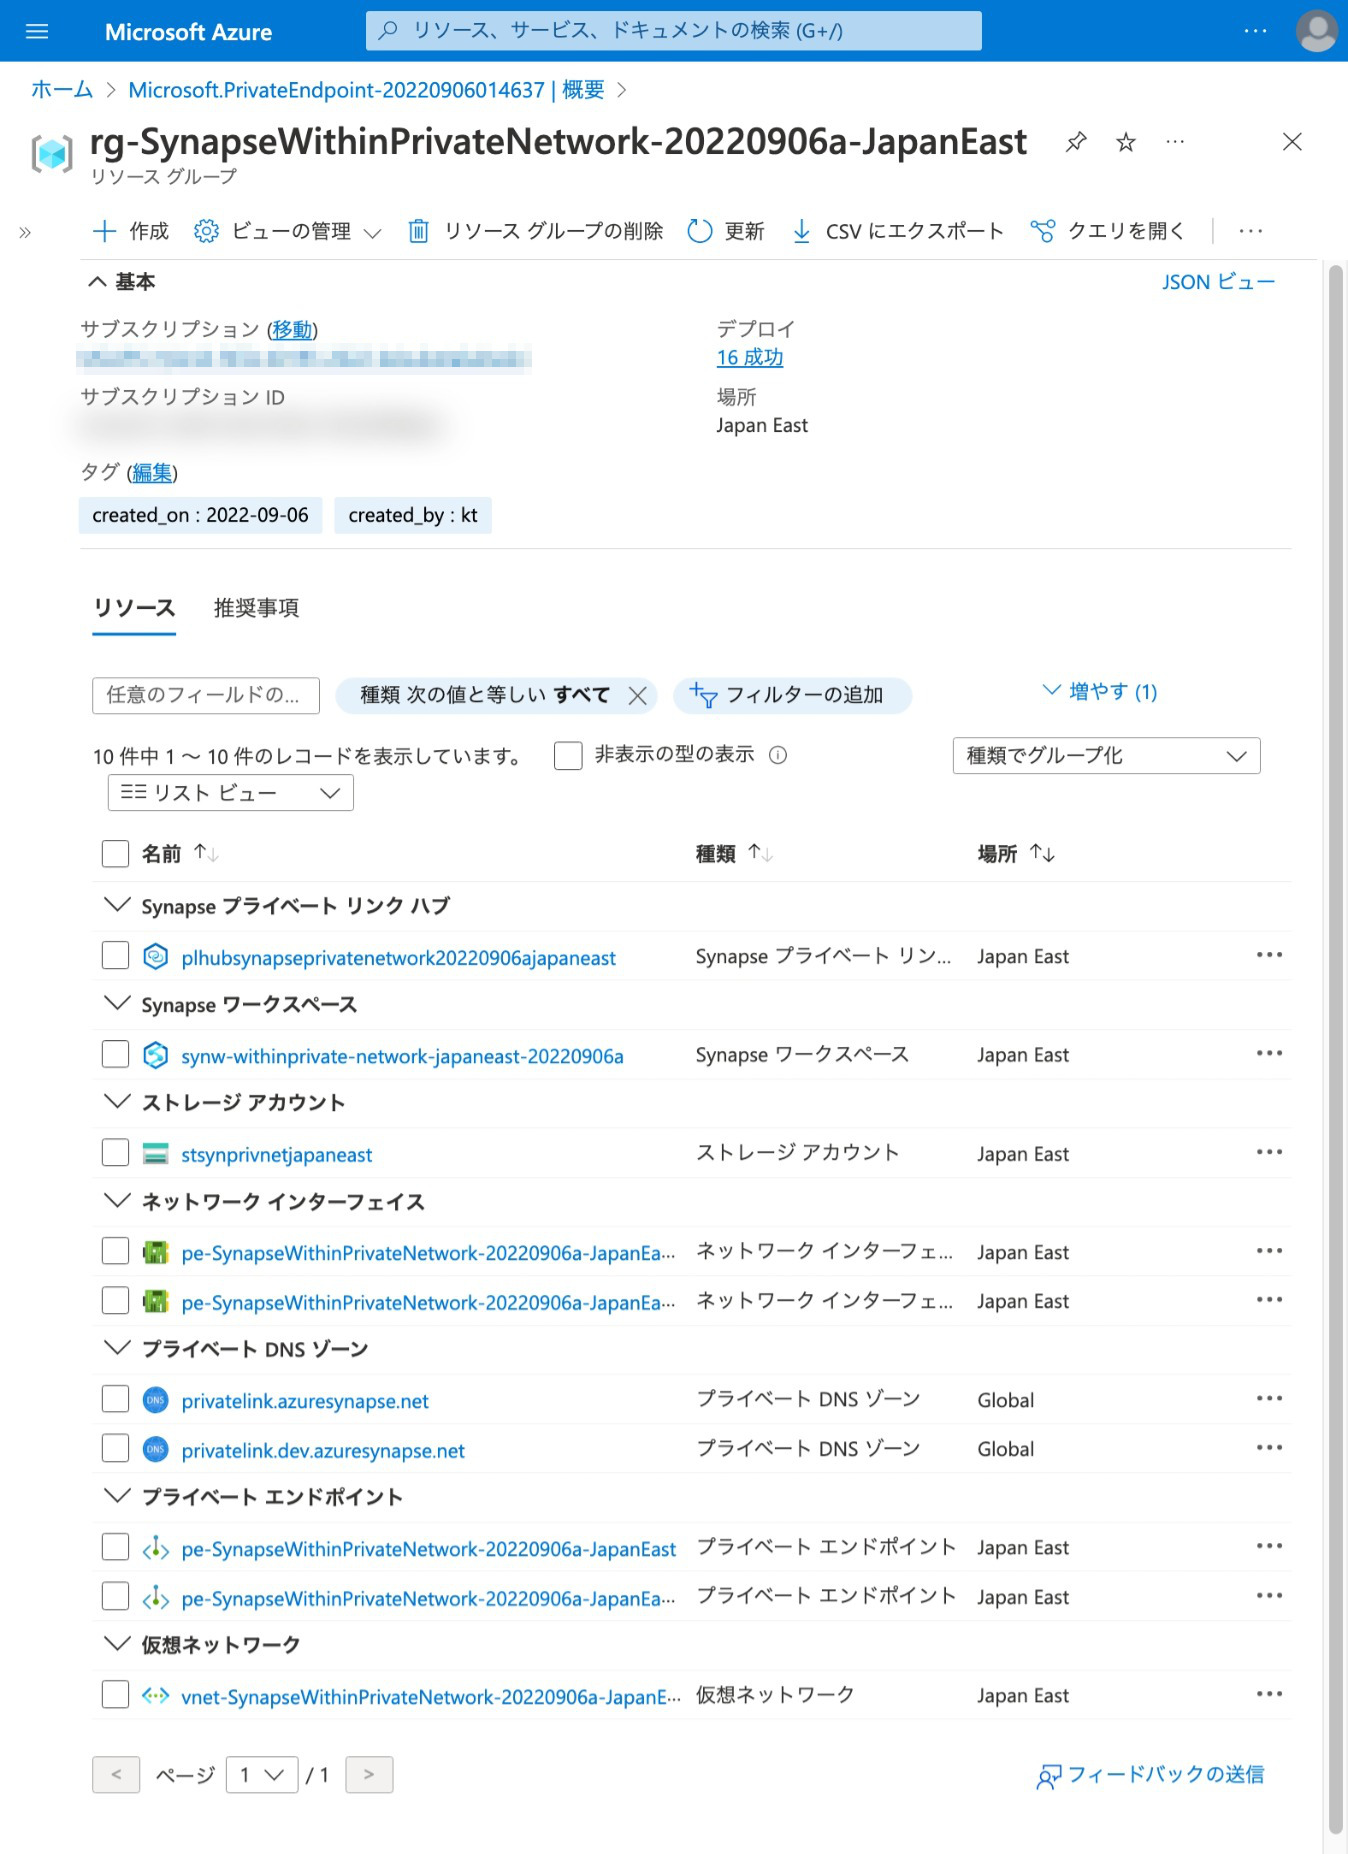 Microsoft Azure
リソース、サービス、ドキュメントの検索 (G+/)
ホーム > Microsoft.PrivateEndpoint-20220906014637 | 概要 >
rg-SynapseWithinPrivateNetwork-20220906a-JapanEast
リソース グループ
作成 ビューの管理 リソース グループの削除 更新 CSV にエクスポート クエリを開く
基本 JSON ビュー
サブスクリプション (移動) デプロイ
16 成功
サブスクリプション ID 場所
Japan East
タグ (編集)
created_on : 2022-09-06 created_by : kt
リソース 推奨事項
任意のフィールドの... 種類 次の値と等しい すべて フィルターの追加 増やす (1)
10 件中 1 ～ 10 件のレコードを表示しています。 非表示の型の表示 種類でグループ化
リスト ビュー
名前 種類 場所
Synapse プライベート リンク ハブ
plhubsynapseprivatenetwork20220906ajapaneast Synapse プライベート リン... Japan East
Synapse ワークスペース
synw-withinprivate-network-japaneast-20220906a Synapse ワークスペース Japan East
ストレージ アカウント
stsynprivnetjapaneast ストレージ アカウント Japan East
ネットワーク インターフェイス
pe-SynapseWithinPrivateNetwork-20220906a-JapanEa... ネットワーク インターフェ... Japan East
pe-SynapseWithinPrivateNetwork-20220906a-JapanEa... ネットワーク インターフェ... Japan East
プライベート DNS ゾーン
DNS privatelink.azuresynapse.net プライベート DNS ゾーン Global
DNS privatelink.dev.azuresynapse.net プライベート DNS ゾーン Global
プライベート エンドポイント
pe-SynapseWithinPrivateNetwork-20220906a-JapanEast プライベート エンドポイント Japan East
pe-SynapseWithinPrivateNetwork-20220906a-JapanEa... プライベート エンドポイント Japan East
仮想ネットワーク
vnet-SynapseWithinPrivateNetwork-20220906a-JapanE... 仮想ネットワーク Japan East
< ページ 1 / 1 > フィードバックの送信